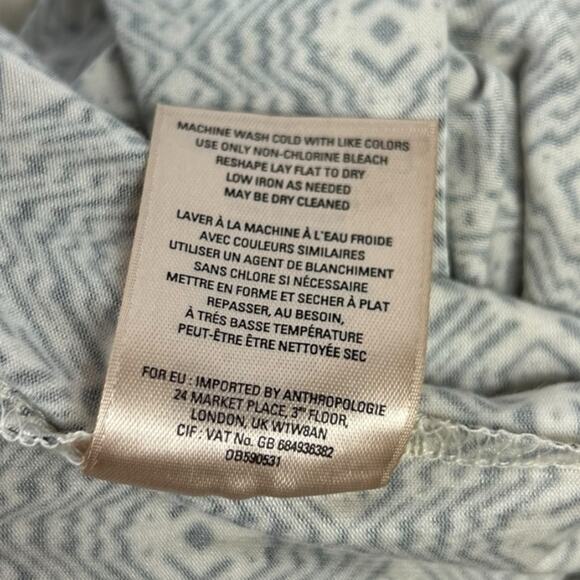 MACHINE WASH COLD WITH LIKE COLORS
USE ONLY NON-CHLORINE BLEACH
RESHAPE LAY FLAT TO DRY
LOW IRON AS NEEDED
MAY BE DRY CLEANED
LAVER À LA MACHINE À L'EAU FROIDE
AVEC COULEURS SIMILAIRES
UTILISER UN AGENT DE BLANCHIMENT
SANS CHLORE SI NÉCESSAIRE
METTRE EN FORME ET SECHER À PLAT
REPASSER, AU BESOIN,
À TRÉS BASSE TEMPÉRATURE
PEUT-ÊTRE ÊTRE NETTOYÉE SEC
FOR EU : IMPORTED BY ANTHROPOLOGIE
24 MARKET PLACE, 3RD FLOOR,
LONDON, UK W1W8AN
CIF : VAT No. GB 684936382
OB590531